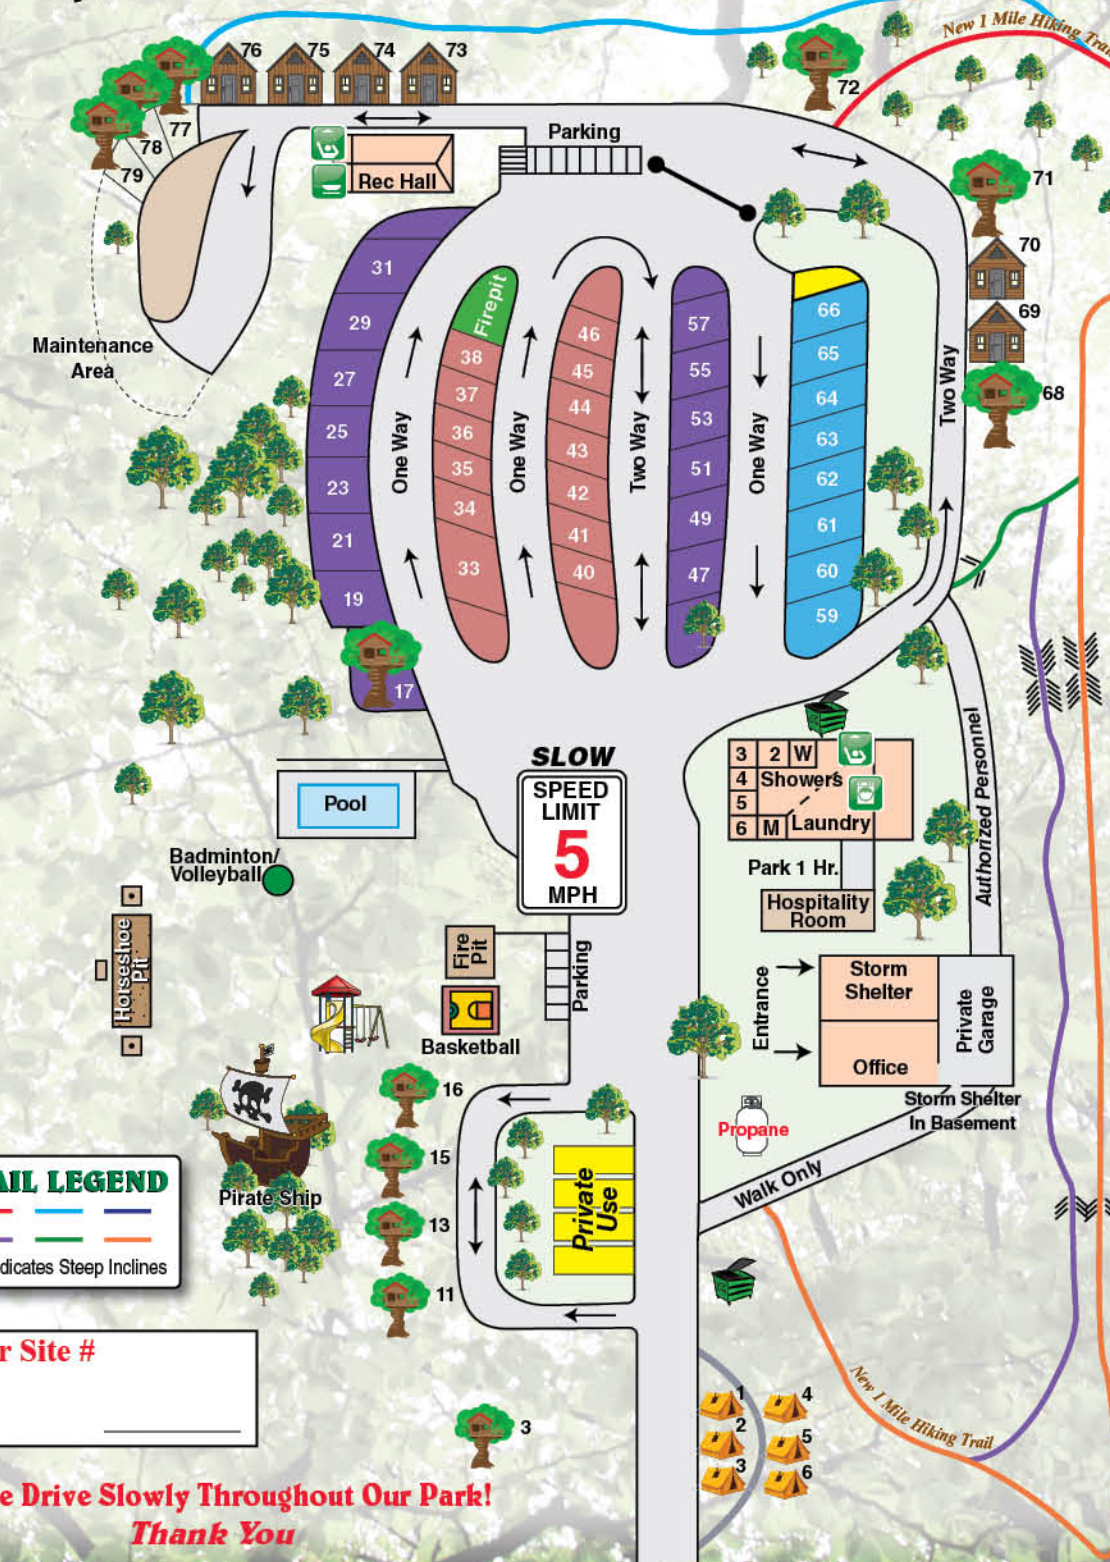 76
75
74
73
72
New 1 Mile Hiking Trail
77
78
79
Parking
Rec Hall
71
70
69
68
Maintenance
Area
31
29
27
25
23
21
19
17
One Way
Firepit
38
37
36
35
34
33
One Way
46
45
44
43
42
41
40
Two Way
57
55
53
51
49
47
One Way
66
65
64
63
62
61
60
59
Two Way
SLOW
SPEED
LIMIT
5
MPH
Pool
Badminton/
Volleyball
Horseshoe
Pit
Fire
Pit
Parking
Basketball
3 2 W
4 Showers
5
6 M Laundry
Park 1 Hr.
Hospitality
Room
Authorized Personnel
Entrance
Storm
Shelter
Office
Private
Garage
Storm Shelter
In Basement
Propane
Walk Only
16
15
13
11
Private
Use
Pirate Ship
AIL LEGEND
dicates Steep Inclines
r Site #
3
1
2
3
4
5
6
New 1 Mile Hiking Trail
e Drive Slowly Throughout Our Park!
Thank You